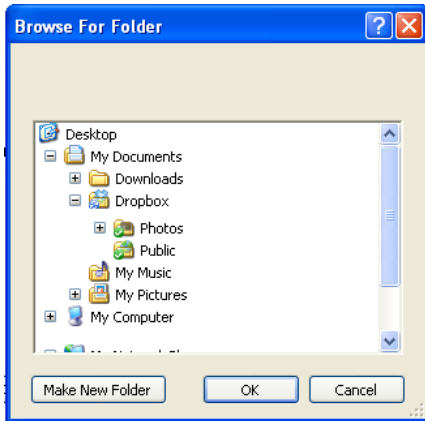 Browse For Folder
Desktop
My Documents
Downloads
Dropbox
Photos
Public
My Music
My Pictures
My Computer
Make New Folder
OK
Cancel